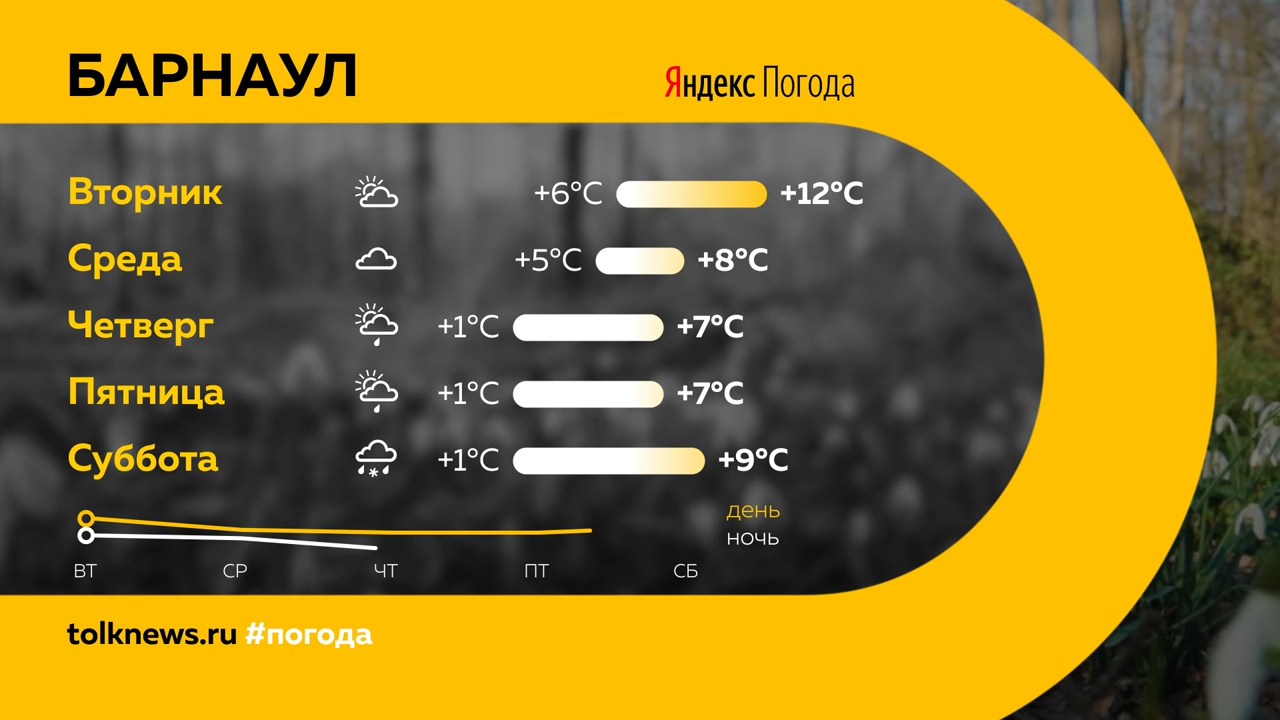 БАРНАУЛ
Яндекс Погода
Вторник +6°C +12°C
Среда +5°C +8°C
Четверг +1°C +7°C
Пятница +1°C +7°C
Суббота +1°C +9°C
день
ночь
ВТ СР ЧТ ПТ СБ
tolknews.ru #погода